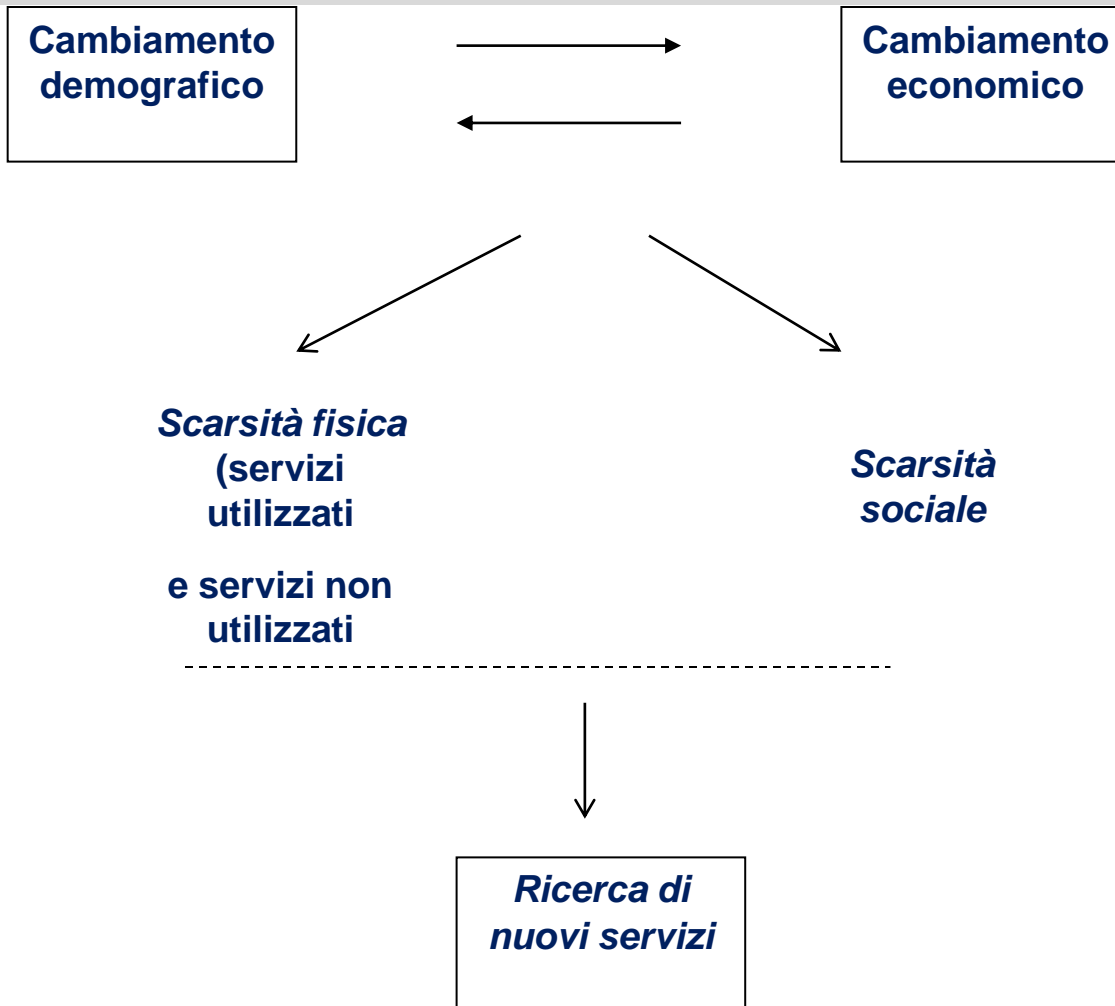 Cambiamento
demografico
Cambiamento
economico
Scarsità fisica
(servizi
utilizzati
e servizi non
utilizzati
Scarsità
sociale
Ricerca di
nuovi servizi